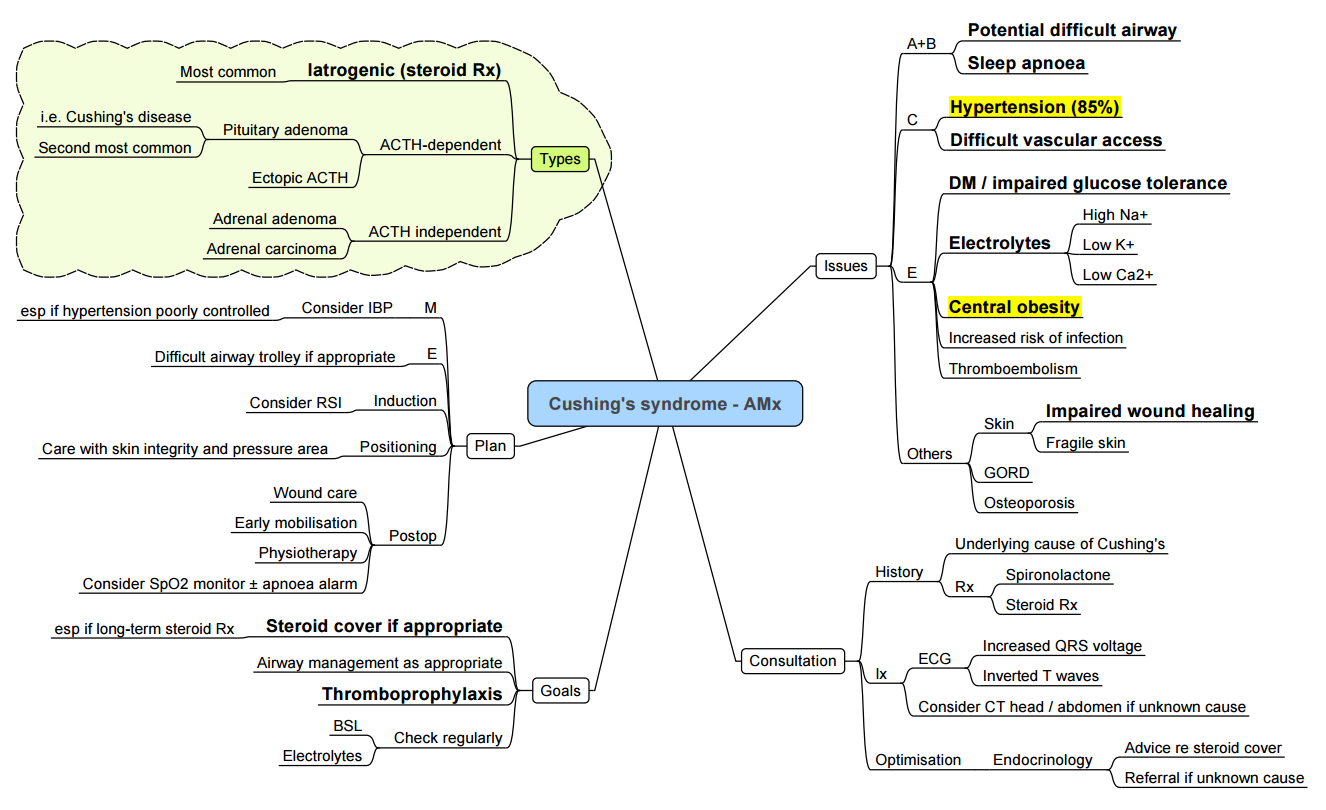 Cushing's syndrome - AMx
Types
Iatrogenic (steroid Rx)
Most common
ACTH-dependent
Pituitary adenoma
i.e. Cushing's disease
Second most common
Ectopic ACTH
ACTH independent
Adrenal adenoma
Adrenal carcinoma
Issues
A+B
Potential difficult airway
Sleep apnoea
C
Hypertension (85%)
Difficult vascular access
E
DM / impaired glucose tolerance
Electrolytes
High Na+
Low K+
Low Ca2+
Central obesity
Increased risk of infection
Thromboembolism
Others
Skin
Impaired wound healing
Fragile skin
GORD
Osteoporosis
Plan
M
Consider IBP
esp if hypertension poorly controlled
E
Difficult airway trolley if appropriate
Induction
Consider RSI
Positioning
Care with skin integrity and pressure area
Postop
Wound care
Early mobilisation
Physiotherapy
Consider SpO2 monitor ± apnoea alarm
Goals
Steroid cover if appropriate
esp if long-term steroid Rx
Airway management as appropriate
Thromboprophylaxis
Check regularly
BSL
Electrolytes
Consultation
History
Underlying cause of Cushing's
Rx
Spironolactone
Steroid Rx
Ix
ECG
Increased QRS voltage
Inverted T waves
Consider CT head / abdomen if unknown cause
Optimisation
Endocrinology
Advice re steroid cover
Referral if unknown cause